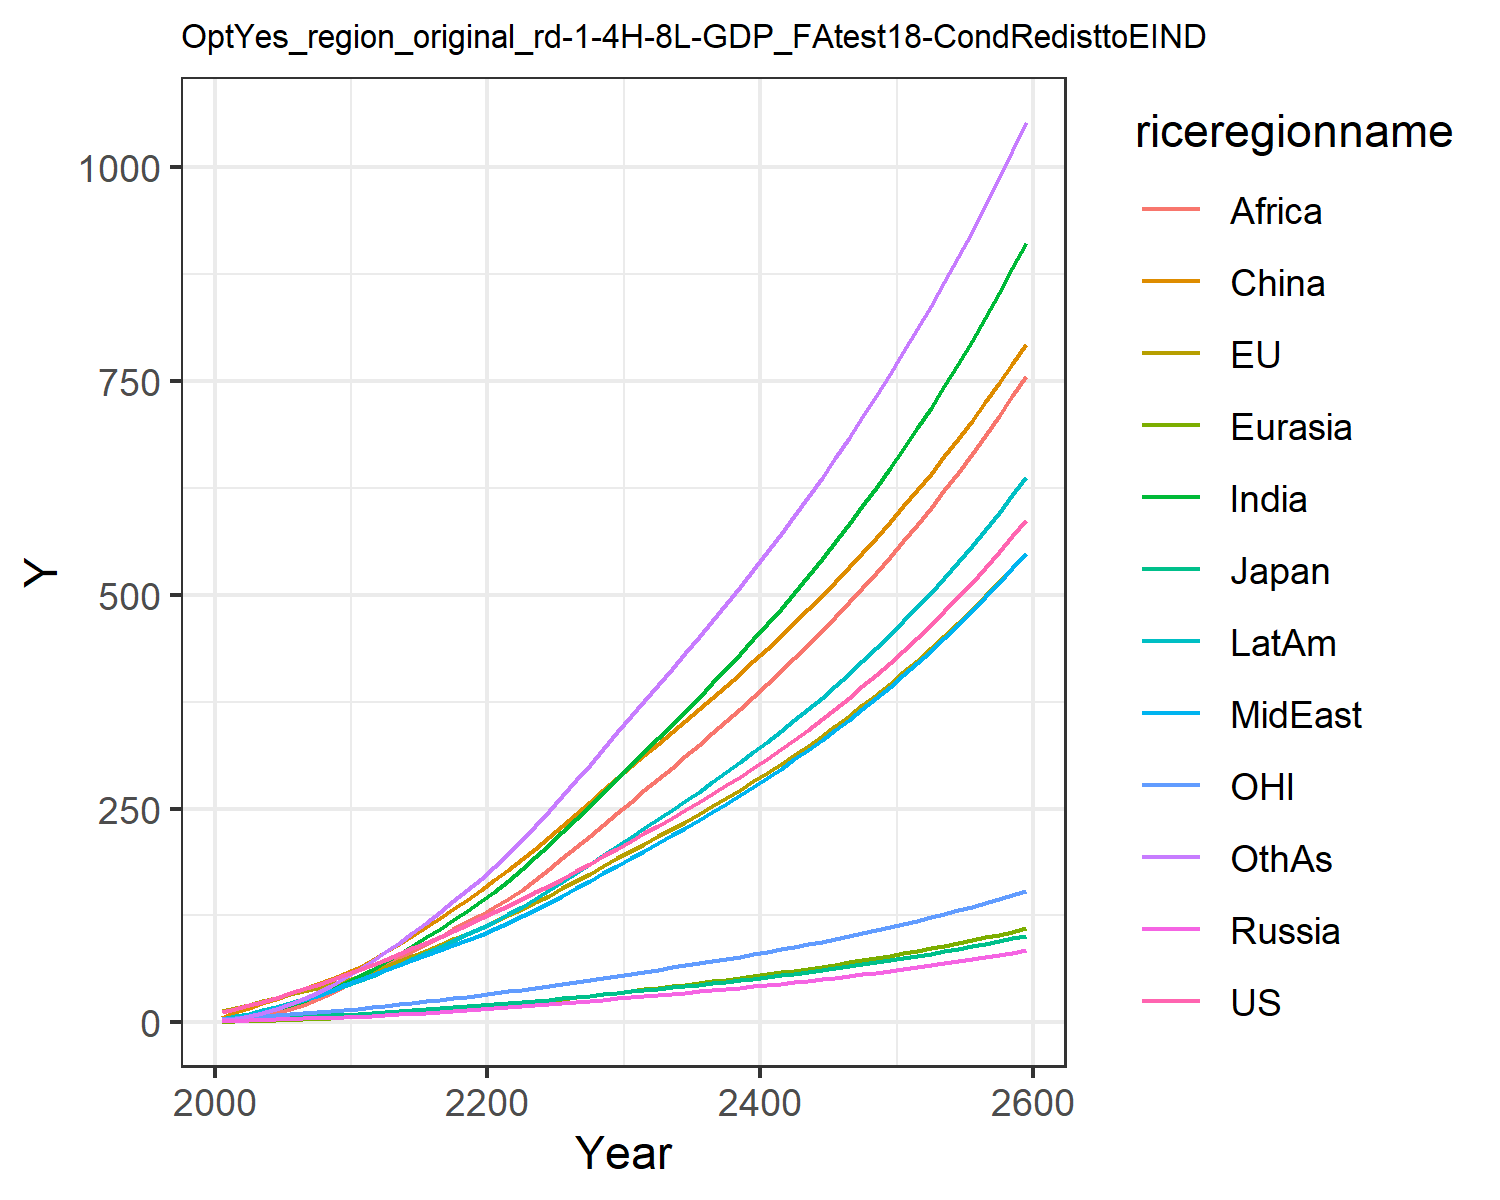 OptYes_region_original_rd-1-4H-8L-GDP_FAtest18-CondRedisttoEIND
1000
750
500
250
0
Y
2000 2200 2400 2600
Year
riceregionname
Africa
China
EU
Eurasia
India
Japan
LatAm
MidEast
OHI
OthAs
Russia
US